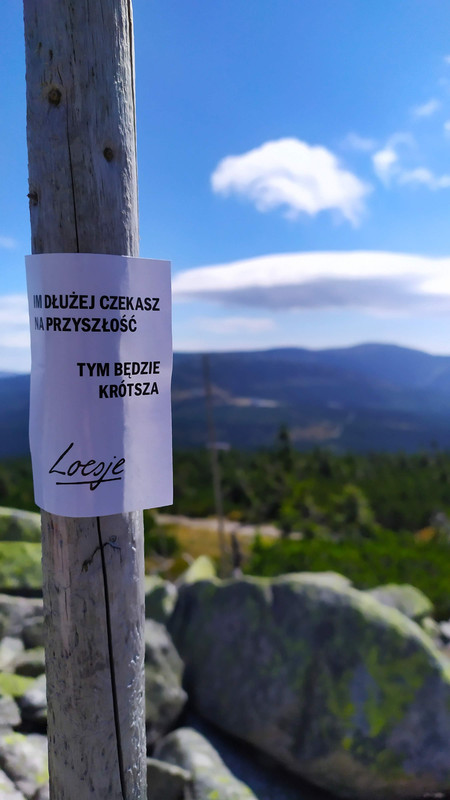 IM DŁUŻEJ CZEKASZ
NA PRZYSZŁOŚĆ
TYM BĘDZIE
KRÓTSZA
Loesje